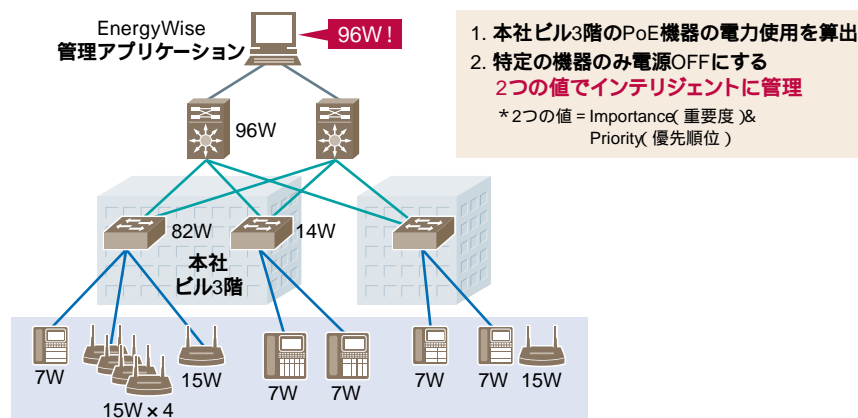 EnergyWise
管理アプリケーション
96W !
1. 本社ビル3階のPoE機器の電力使用を算出
2. 特定の機器のみ電源OFFにする
2つの値でインテリジェントに管理
*2つの値 = Importance( 重要度 )&
Priority( 優先順位 )
96W
82W
14W
本社
ビル3階
7W
15W × 4
15W
7W
7W
7W
7W
15W